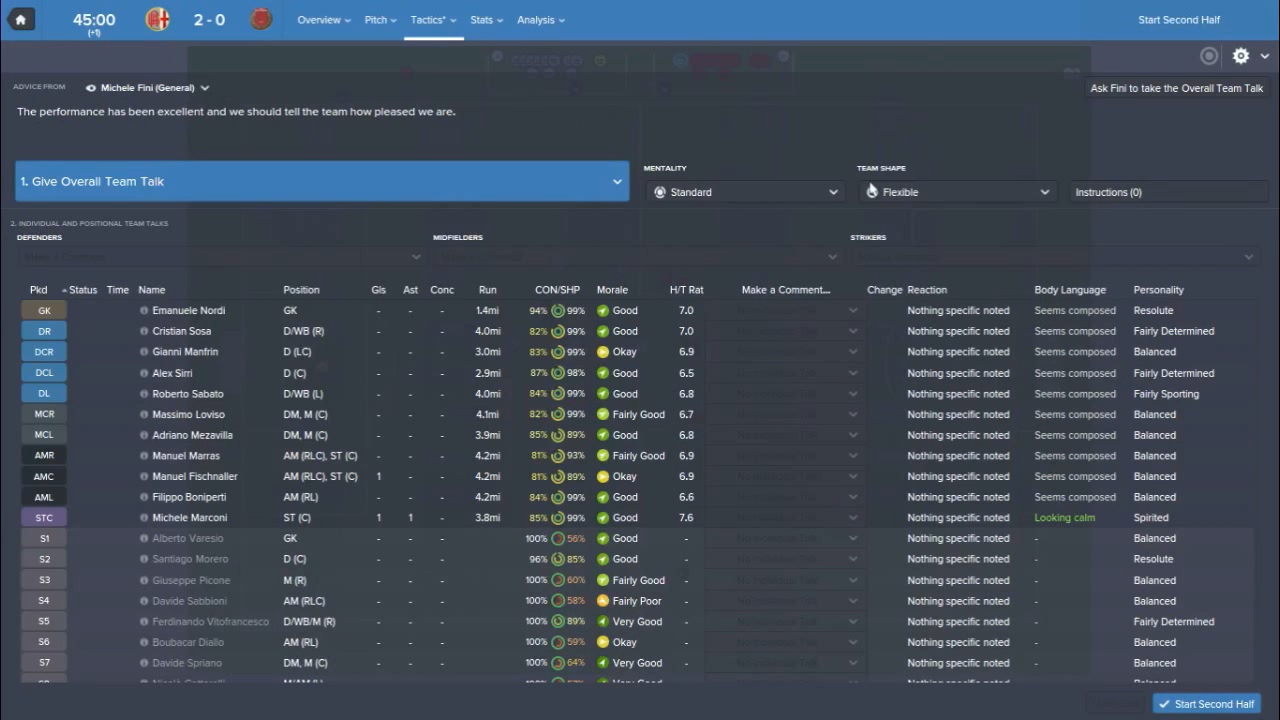 45:00 2 - 0 Overview Pitch Tactics* Stats Analysis Start Second Half
(+1)
ADVICE FROM Michele Fini (General) Ask Fini to take the Overall Team Talk
The performance has been excellent and we should tell the team how pleased we are.
MENTALITY TEAM SHAPE
1. Give Overall Team Talk Standard Flexible Instructions (0)
2. INDIVIDUAL AND POSITIONAL TEAM TALKS
DEFENDERS MIDFIELDERS STRIKERS
Pkd Status Time Name Position Gls Ast Conc Run CON/SHP Morale H/T Rat Make a Comment... Change Reaction Body Language Personality
GK Emanuele Nordi GK - - - 1.4mi 94% 99% Good 7.0 Nothing specific noted Seems composed Resolute
DR Cristian Sosa D/WB (R) - - - 4.0mi 82% 99% Good 7.0 Nothing specific noted Seems composed Fairly Determined
DCR Gianni Manfrin D (LC) - - - 3.0mi 83% 99% Okay 6.9 Nothing specific noted Seems composed Balanced
DCL Alex Sirri D (C) - - - 2.9mi 87% 98% Good 6.5 Nothing specific noted Seems composed Fairly Determined
DL Roberto Sabato D/WB (L) - - - 4.0mi 84% 99% Good 6.8 Nothing specific noted Seems composed Fairly Sporting
MCR Massimo Loviso DM, M (C) - - - 4.1mi 82% 99% Fairly Good 6.7 Nothing specific noted Seems composed Balanced
MCL Adriano Mezavilla DM, M (C) - - - 3.9mi 85% 89% Good 6.8 Nothing specific noted Seems composed Balanced
AMR Manuel Marras AM (RLC), ST (C) - - - 4.2mi 81% 93% Fairly Good 6.9 Nothing specific noted Seems composed Balanced
AMC Manuel Fischnaller AM (RLC), ST (C) 1 - - 4.2mi 81% 89% Okay 6.9 Nothing specific noted Seems composed Balanced
AML Filippo Boniperti AM (RL) - - - 4.2mi 84% 99% Good 6.6 Nothing specific noted Seems composed Balanced
STC Michele Marconi ST (C) 1 1 - 3.8mi 85% 99% Good 7.6 Nothing specific noted Looking calm Spirited
S1 Alberto Varesio GK - - - 100% 56% Good - Nothing specific noted - Balanced
S2 Santiago Morero D (C) - - - 96% 85% Good - Nothing specific noted - Resolute
S3 Giuseppe Picone M (R) - - - 100% 60% Fairly Good - Nothing specific noted - Balanced
S4 Davide Sabbioni AM (RLC) - - - 100% 58% Fairly Poor - Nothing specific noted - Balanced
S5 Ferdinando Vitofrancesco D/WB/M (R) - - - 100% 89% Very Good - Nothing specific noted - Fairly Determined
S6 Boubacar Diallo AM (RL) - - - 100% 59% Okay - Nothing specific noted - Balanced
S7 Davide Spriano DM, M (C) - - - 100% 64% Very Good - Nothing specific noted - Balanced
Start Second Half